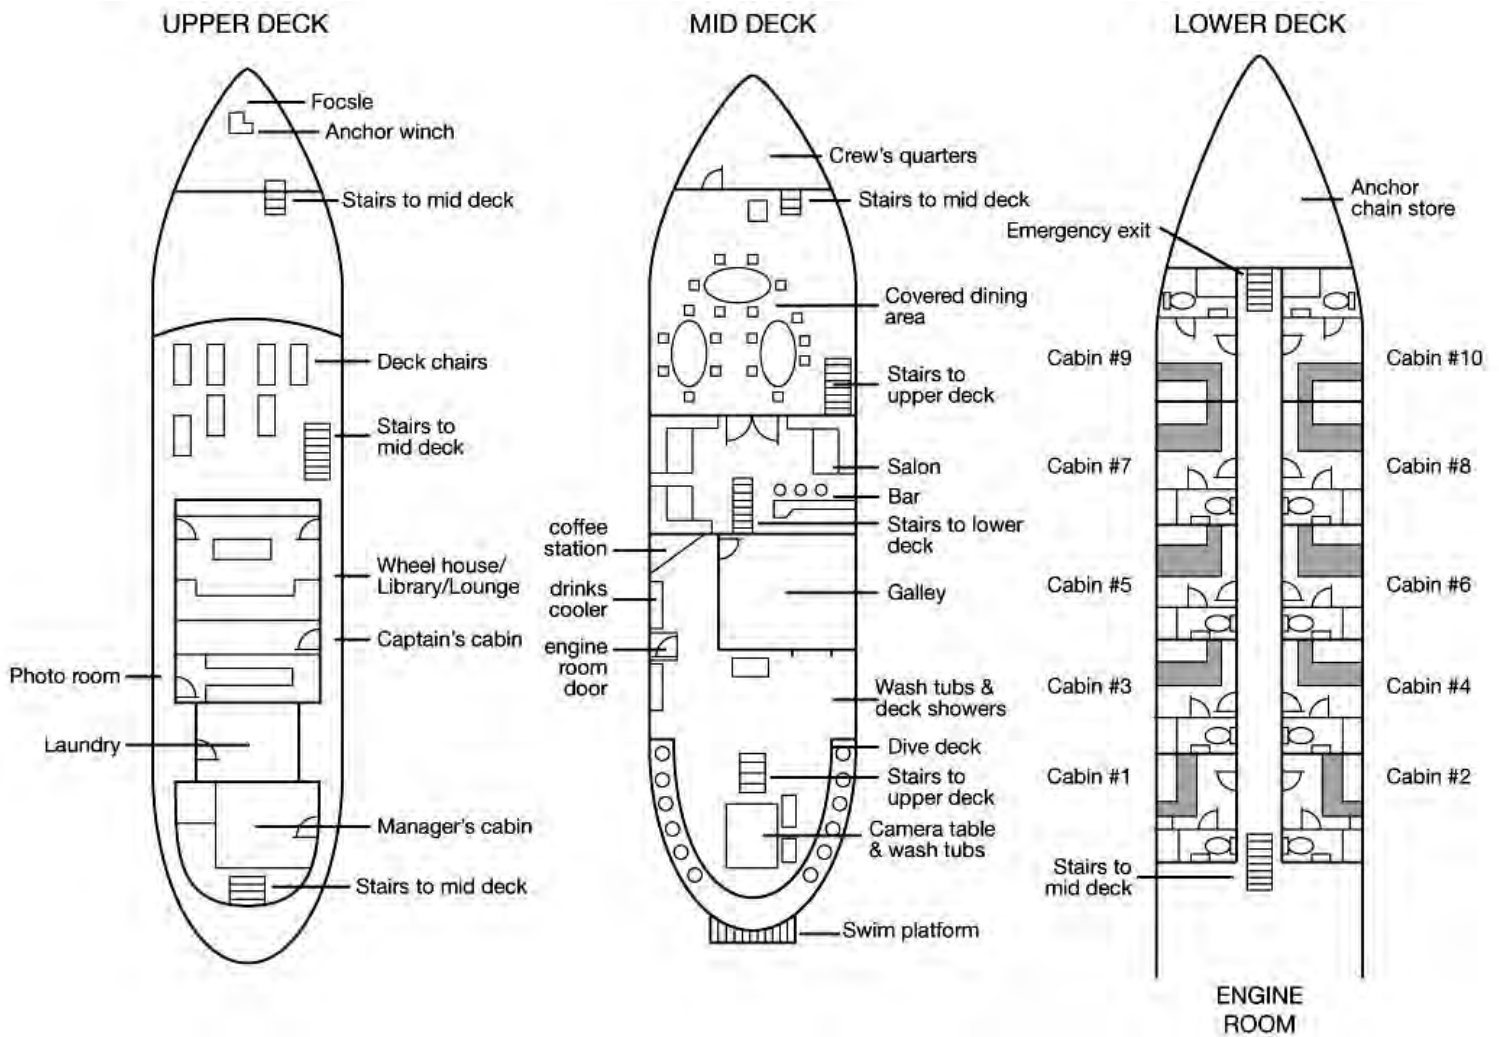 UPPER DECK
Focsle
Anchor winch
Stairs to mid deck
Deck chairs
Stairs to
mid deck
Wheel house/
Library/Lounge
Captain's cabin
Photo room
Laundry
Manager's cabin
Stairs to mid deck
MID DECK
Crew's quarters
Stairs to mid deck
Covered dining
area
Stairs to
upper deck
Salon
Bar
Stairs to lower
deck
coffee
station
drinks
cooler
Galley
engine
room
door
Wash tubs &
deck showers
Dive deck
Stairs to
upper deck
Camera table
& wash tubs
Swim platform
LOWER DECK
Anchor
chain store
Emergency exit
Cabin #9
Cabin #10
Cabin #7
Cabin #8
Cabin #5
Cabin #6
Cabin #3
Cabin #4
Cabin #1
Cabin #2
Stairs to
mid deck
ENGINE
ROOM